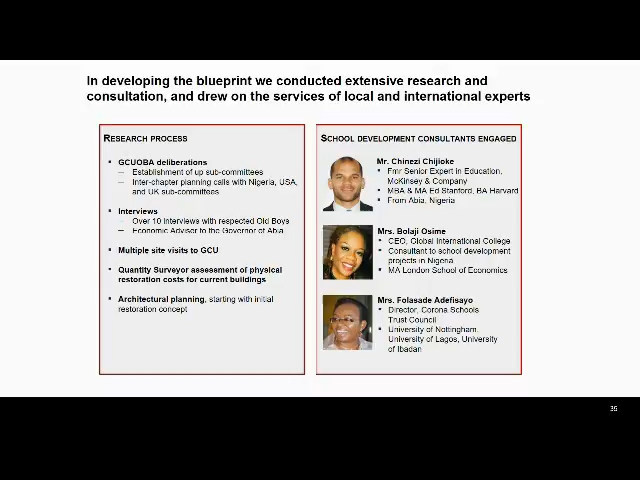 In developing the blueprint we conducted extensive research and
consultation, and drew on the services of local and international experts
RESEARCH PROCESS
▪ GCUOBA deliberations
— Establishment of up sub-committees
— Inter-chapter planning calls with Nigeria, USA,
and UK sub-committees
▪ Interviews
— Over 10 interviews with respected Old Boys
— Economic Advisor to the Governor of Abia
▪ Multiple site visits to GCU
▪ Quantity Surveyor assessment of physical
restoration costs for current buildings
▪ Architectural planning, starting with initial
restoration concept
SCHOOL DEVELOPMENT CONSULTANTS ENGAGED
Mr. Chinezi Chijioke
▪ Fmr Senior Expert in Education,
McKinsey & Company
▪ MBA & MA Ed Stanford, BA Harvard
▪ From Abia, Nigeria
Mrs. Bolaji Osime
▪ CEO, Global International College
▪ Consultant to school development
projects in Nigeria
▪ MA London School of Economics
Mrs. Folasade Adefisayo
▪ Director, Corona Schools
Trust Council
▪ University of Nottingham,
University of Lagos, University
of Ibadan
35